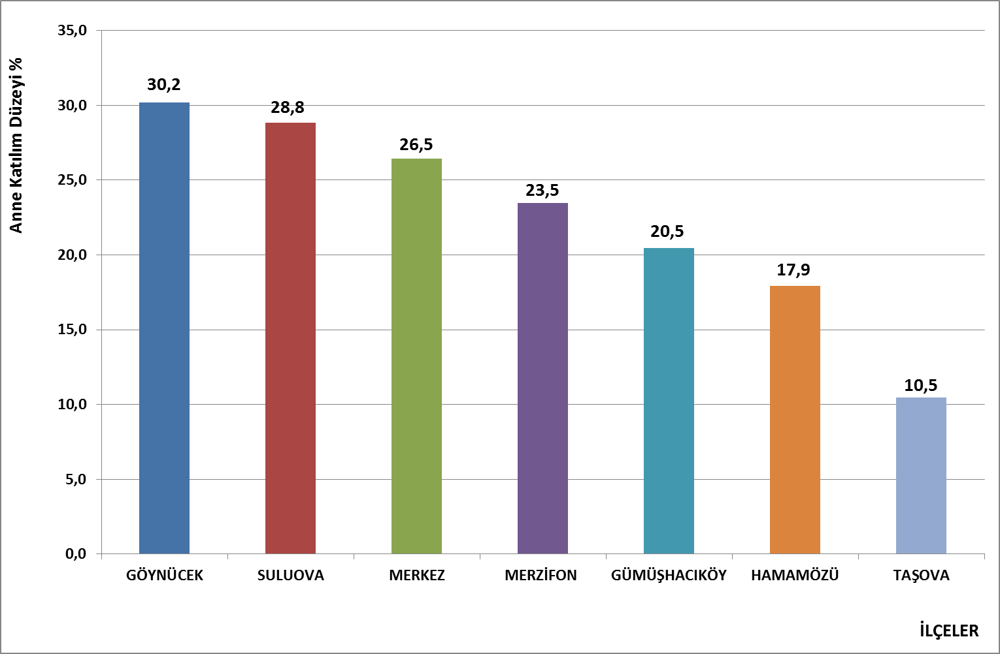 Anne Katılım Düzeyi %
35,0
30,0
25,0
20,0
15,0
10,0
5,0
0,0
30,2
28,8
26,5
23,5
20,5
17,9
10,5
GÖYNÜCEK
SULUOVA
MERKEZ
MERZİFON
GÜMÜŞHACIKÖY
HAMAMÖZÜ
TAŞOVA
İLÇELER